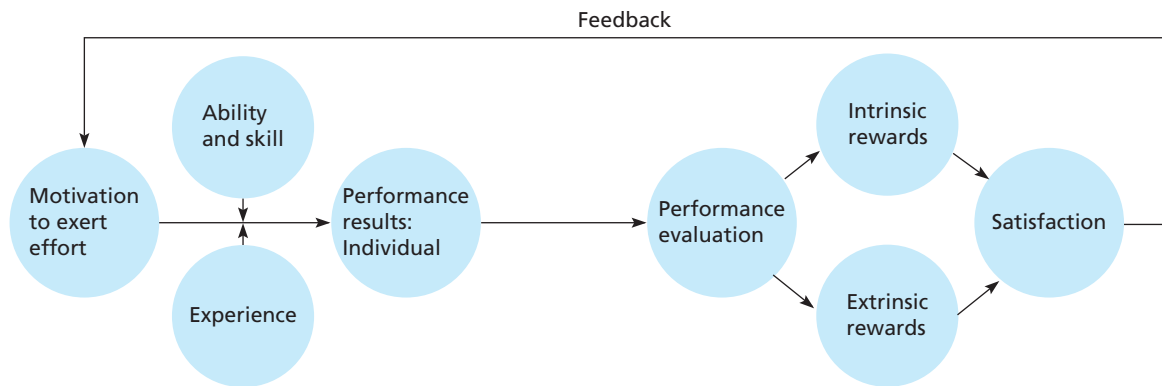 Feedback
Ability
and skill
Intrinsic
rewards
Motivation
to exert
effort
Performance
results:
Individual
Performance
evaluation
Satisfaction
Experience
Extrinsic
rewards